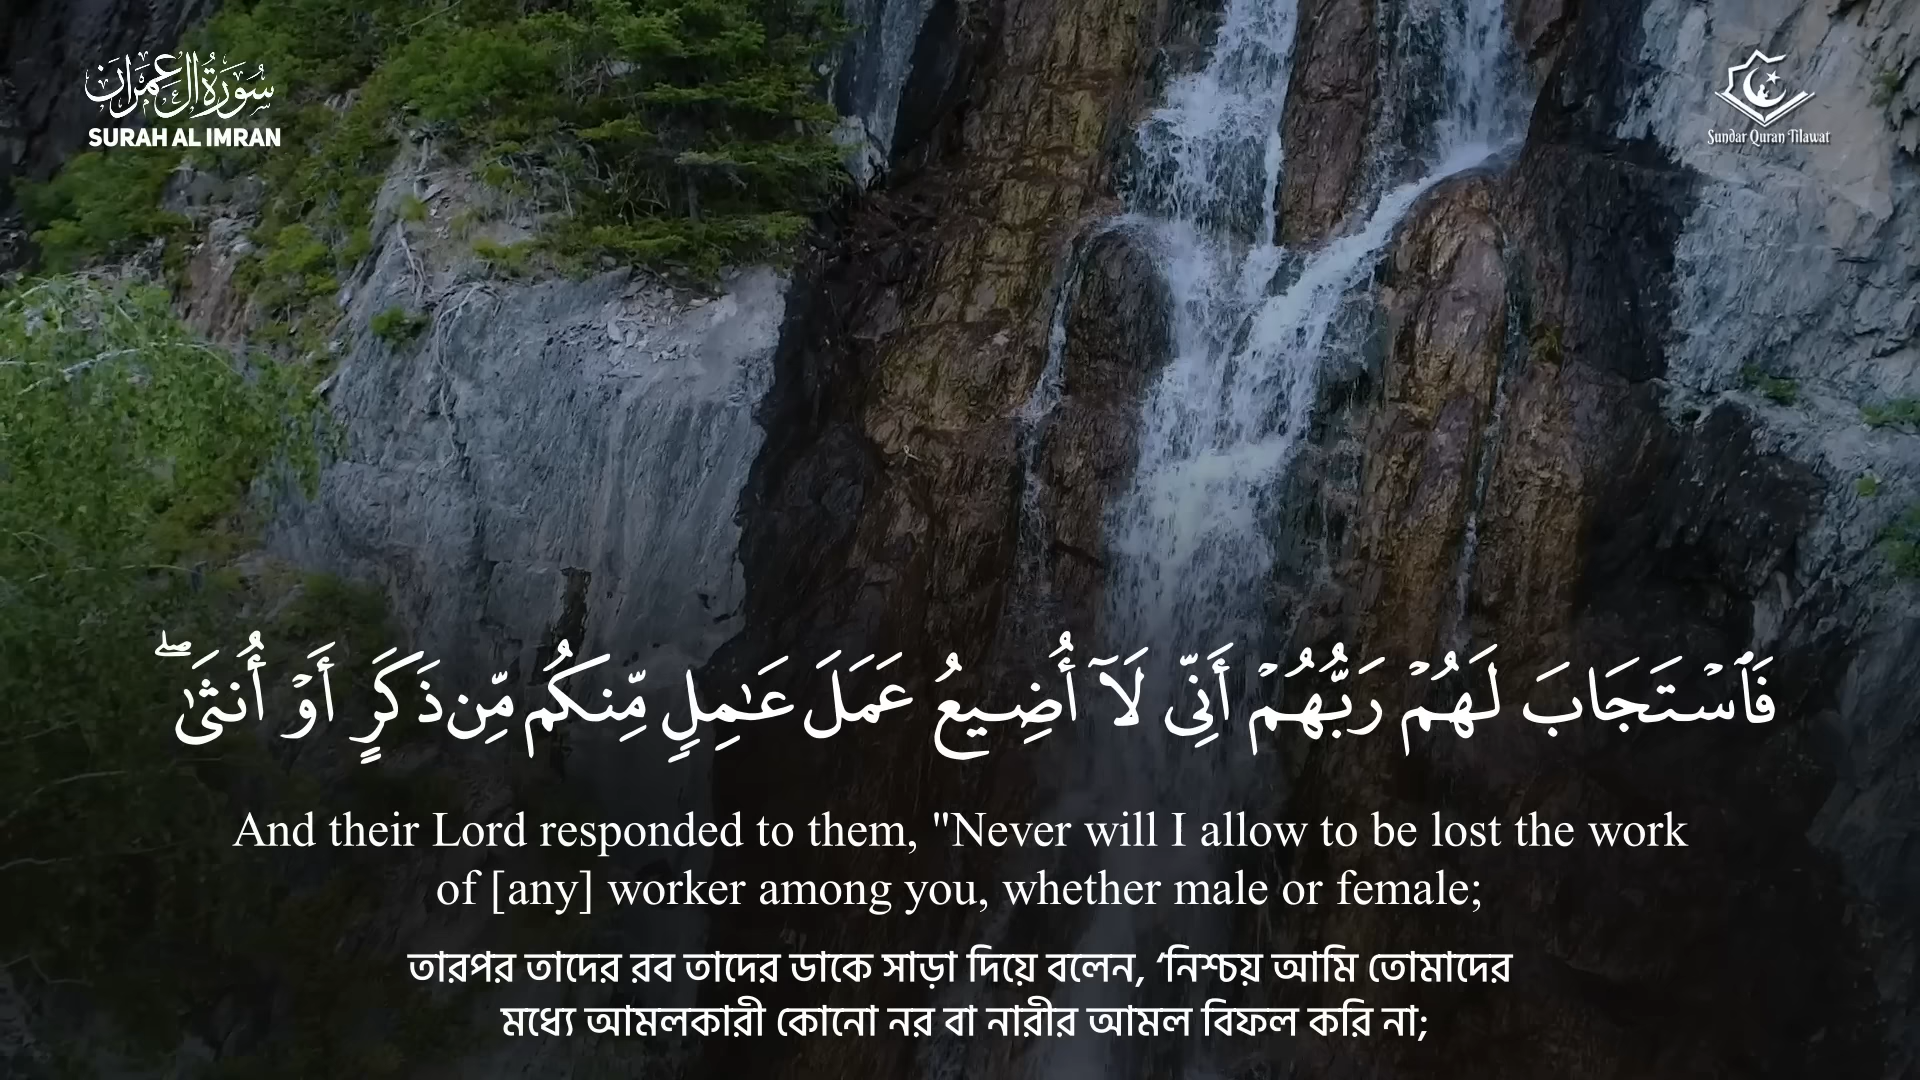 سُورَةُ آلِ عِمْرَان
SURAH AL IMRAN
Sundar Quran Tilawat
فَٱسْتَجَابَ لَهُمْ رَبُّهُمْ أَنِّى لَآ أُضِيعُ عَمَلَ عَـٰمِلٍ مِّنكُم مِّن ذَكَرٍ أَوْ أُنثَىٰ ۖ
And their Lord responded to them, "Never will I allow to be lost the work
of [any] worker among you, whether male or female;
তারপর তাদের রব তাদের ডাকে সাড়া দিয়ে বলেন, ‘নিশ্চয় আমি তোমাদের
মধ্যে আমলকারী কোনো নর বা নারীর আমল বিফল করি না;